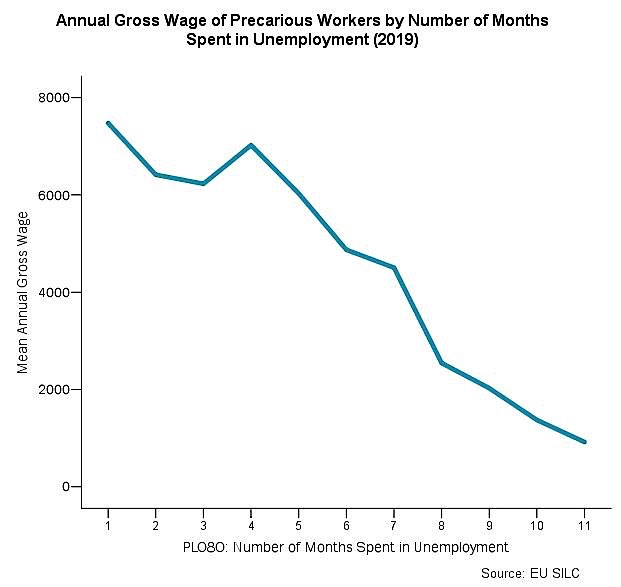 Annual Gross Wage of Precarious Workers by Number of Months
Spent in Unemployment (2019)
8000
6000
4000
2000
0
Mean Annual Gross Wage
1 2 3 4 5 6 7 8 9 10 11
PL080: Number of Months Spent in Unemployment
Source: EU SILC